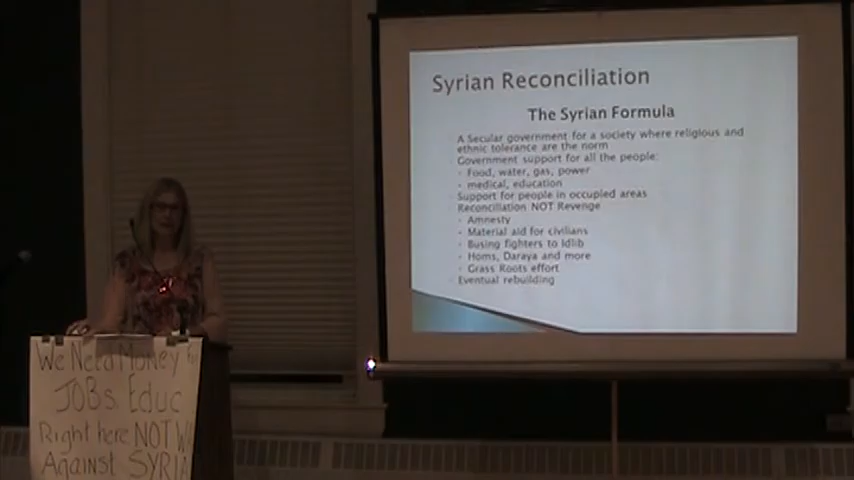 Syrian Reconciliation
The Syrian Formula
A Secular government for a society where religious and
ethnic tolerance are the norm
Government support for all the people:
Food, water, gas, power
medical, education
Support for people in occupied areas
Reconciliation NOT Revenge
Amnesty
Material aid for civilians
Busing fighters to Idlib
Homs, Daraya and more
Grass Roots effort
Eventual rebuilding
We Need Money
JOBs, Educ
Right here NOT
Against SYRIA